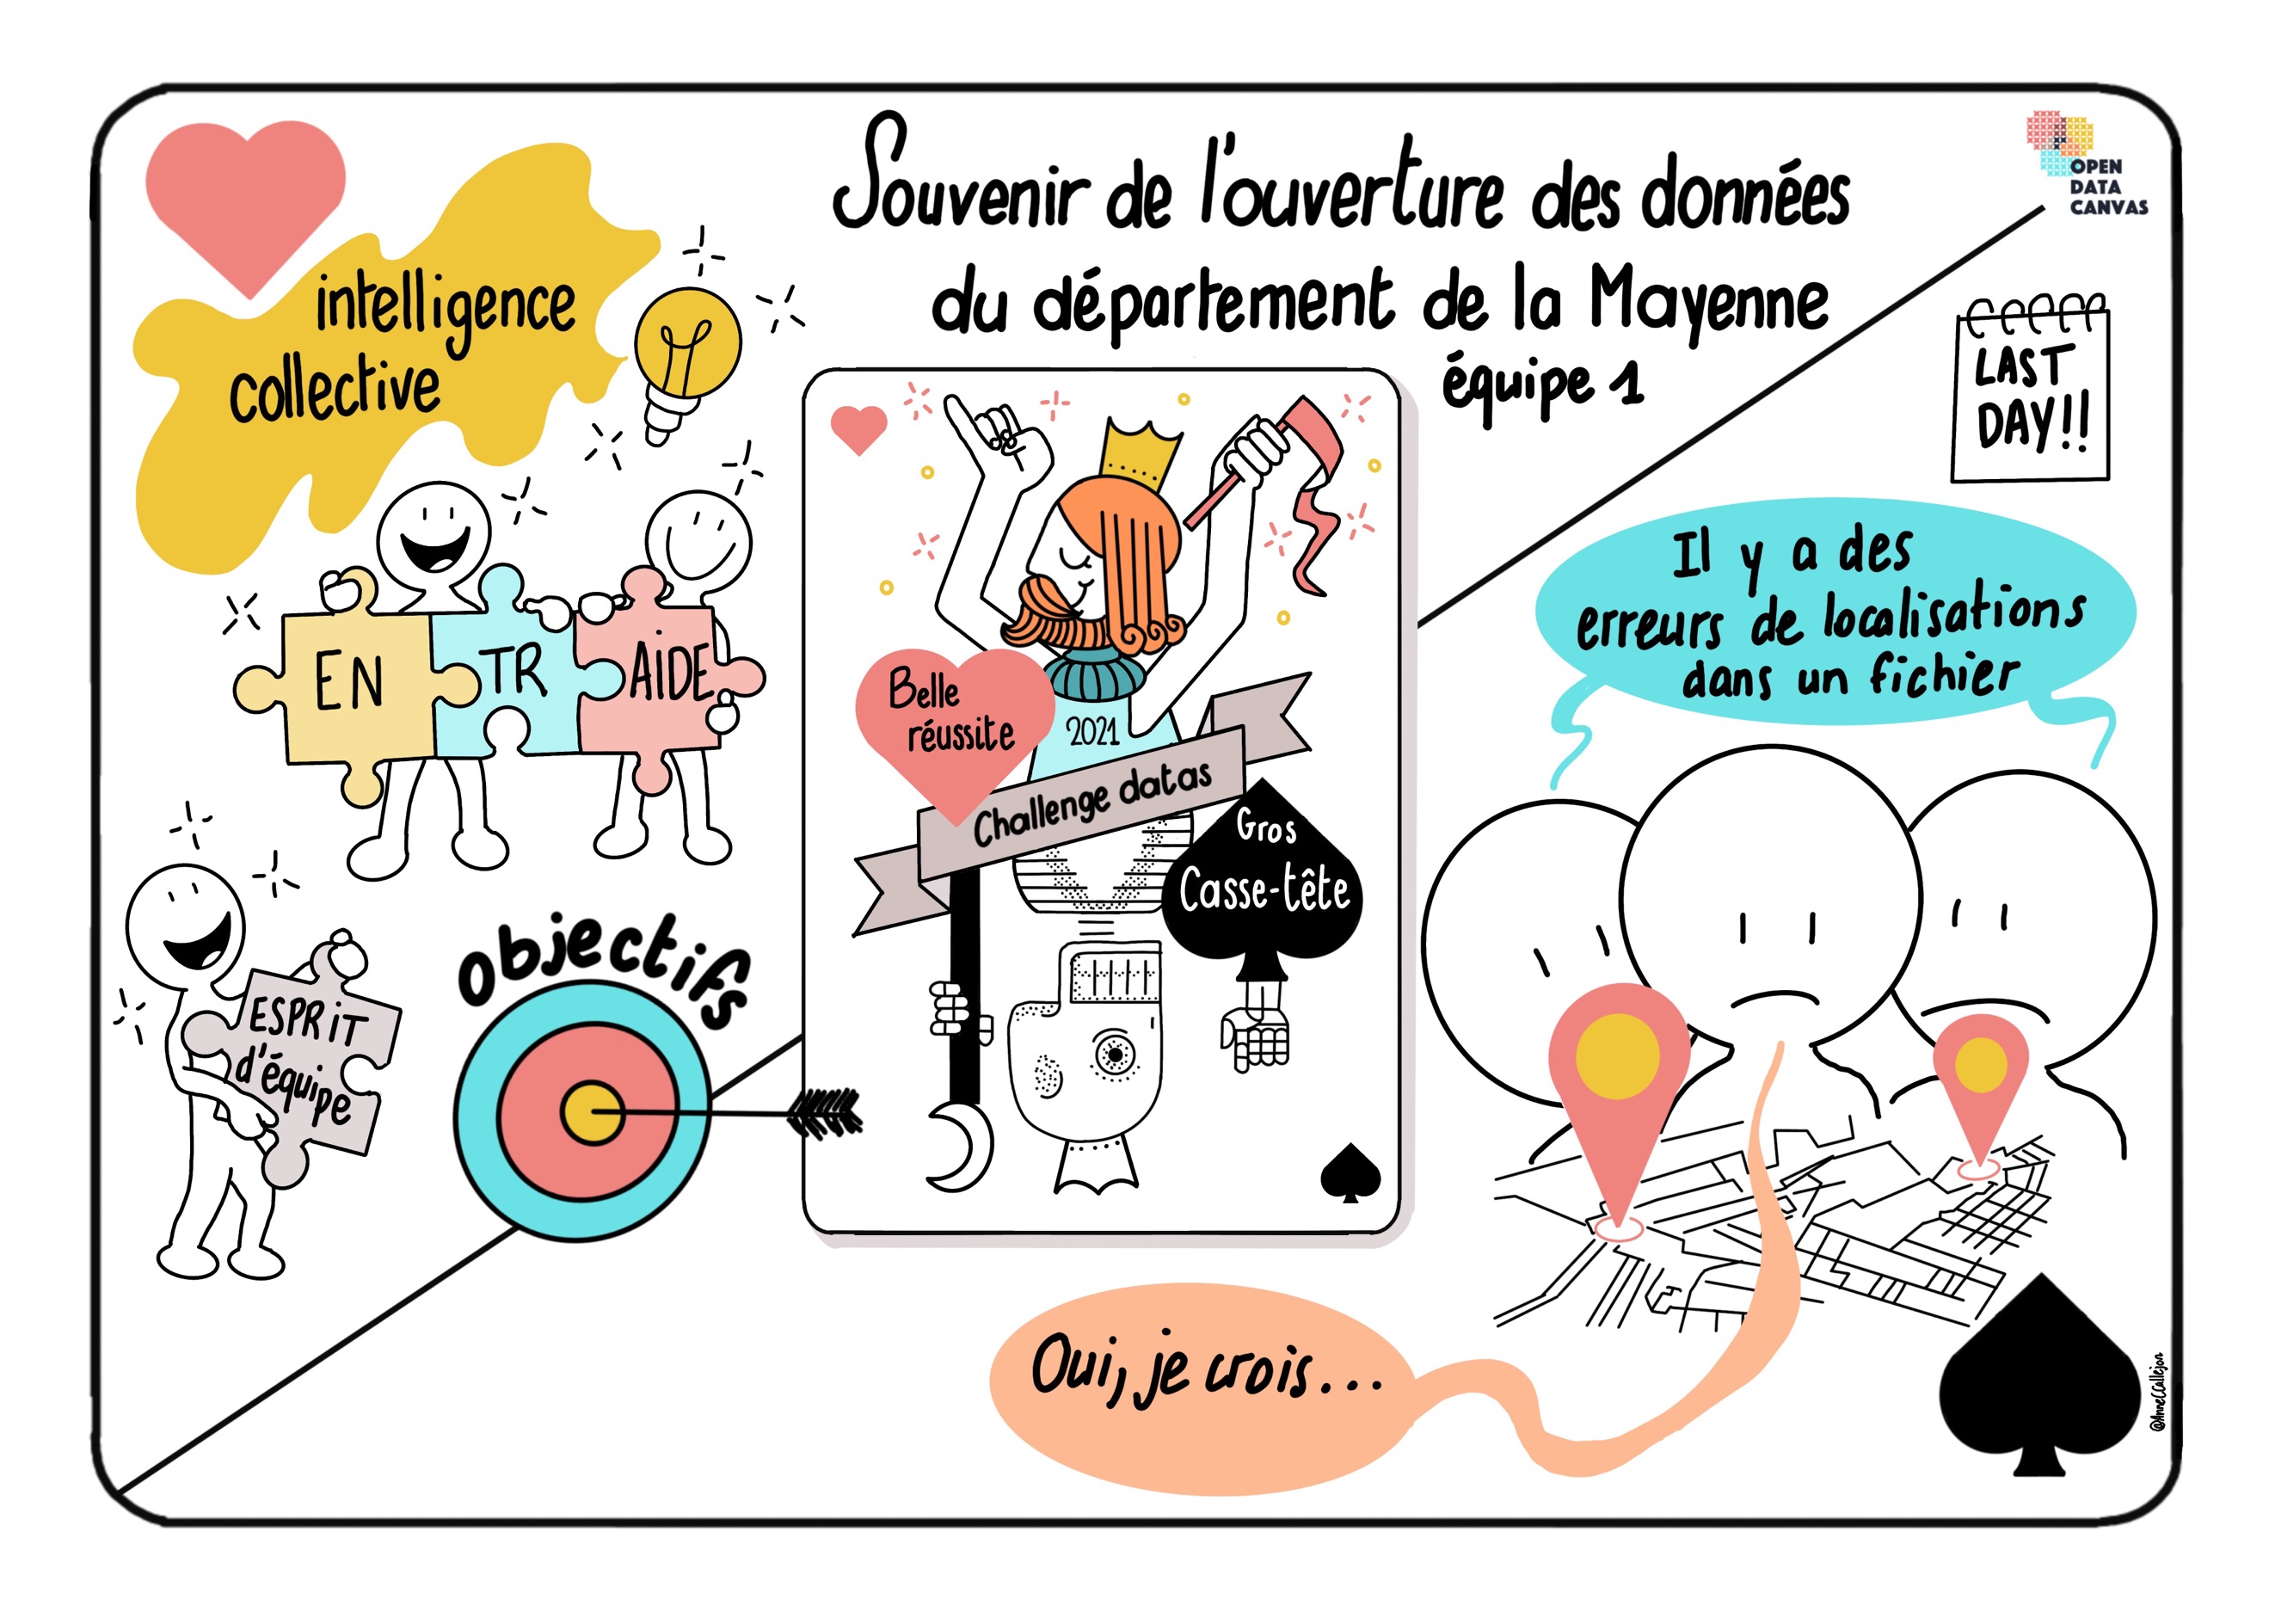 Souvenir de l'ouverture des données
du département de la Mayenne
équipe 1
OPEN
DATA
CANVAS
intelligence
collective
EN TR AIDE
ESPRIT
d'équipe
objectifs
Belle
réussite
2021
Challenge datas
Gros
Casse-tête
LAST
DAY!!
Il y a des
erreurs de localisations
dans un fichier
Oui, je crois...
@AnneCCallejon